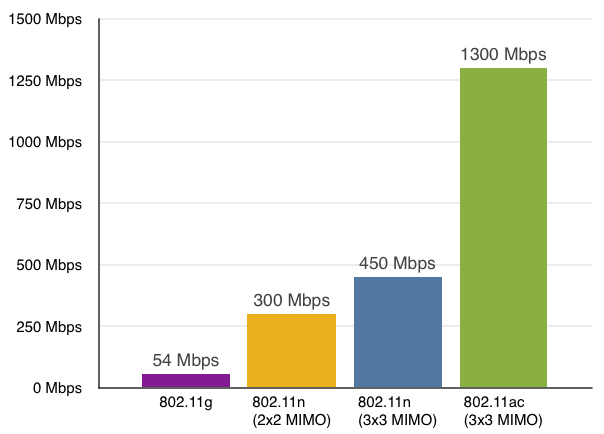 1500 Mbps
1300 Mbps
1250 Mbps
1000 Mbps
750 Mbps
500 Mbps
450 Mbps
300 Mbps
250 Mbps
54 Mbps
0 Mbps
802.11g
802.11n
(2x2 MIMO)
802.11n
(3x3 MIMO)
802.11ac
(3x3 MIMO)